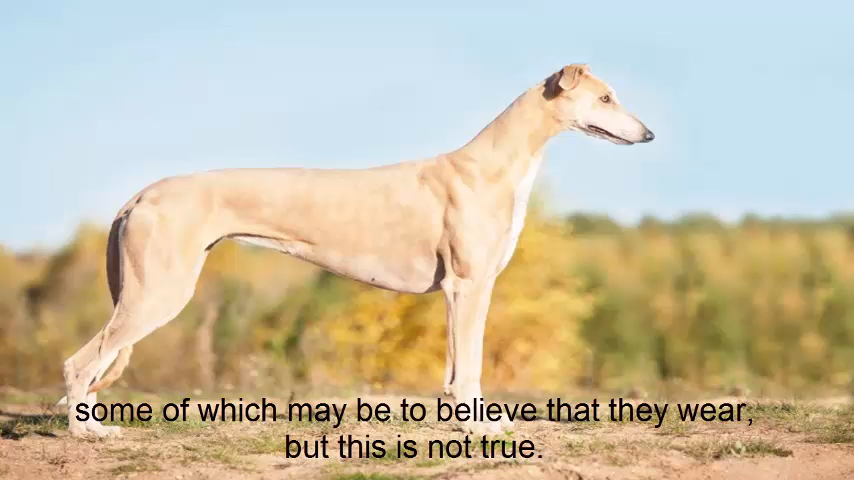 some of which may be to believe that they wear,
but this is not true.